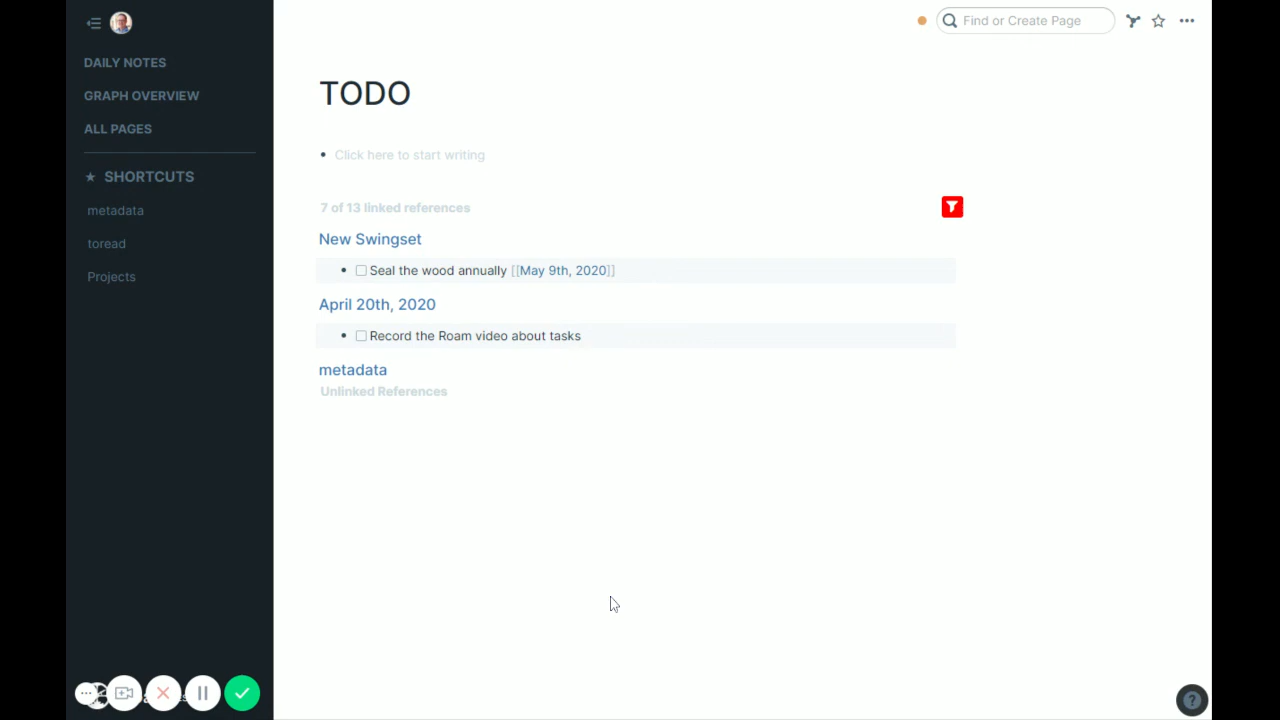 DAILY NOTES
GRAPH OVERVIEW
ALL PAGES
★ SHORTCUTS
metadata
toread
Projects
Find or Create Page
TODO
Click here to start writing
7 of 13 linked references
New Swingset
Seal the wood annually [[May 9th, 2020]]
April 20th, 2020
Record the Roam video about tasks
metadata
Unlinked References